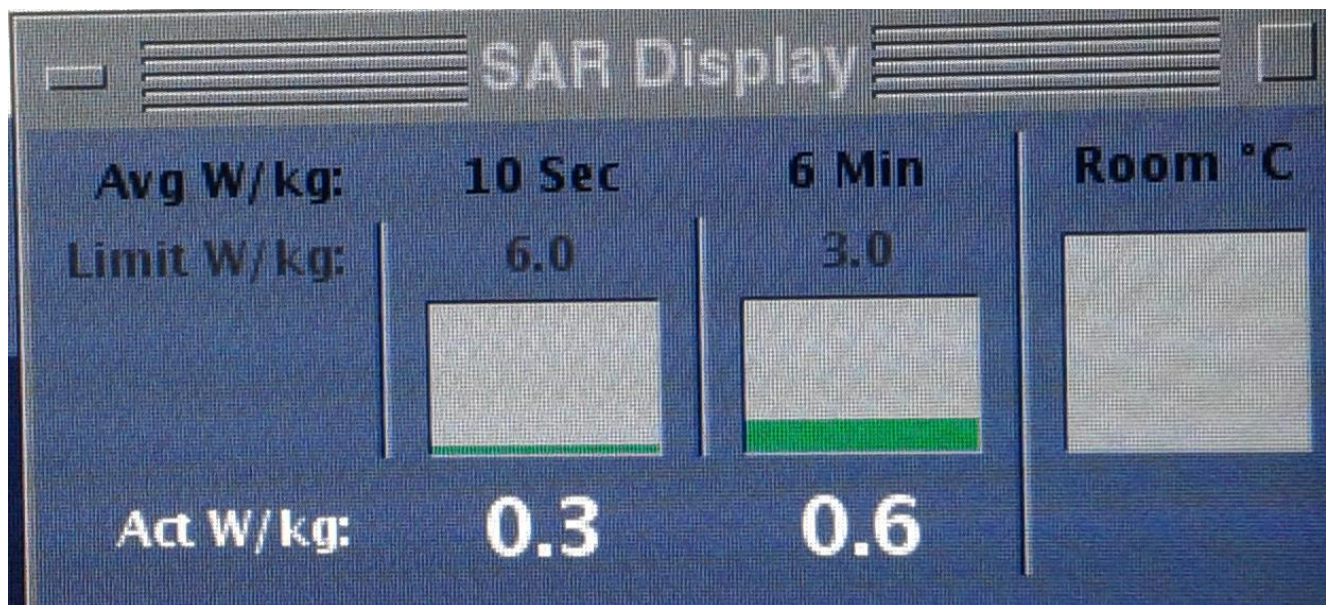 SAR Display
Avg W/kg: 10 Sec 6 Min Room °C
Limit W/kg: 6.0 3.0
Act W/kg: 0.3 0.6